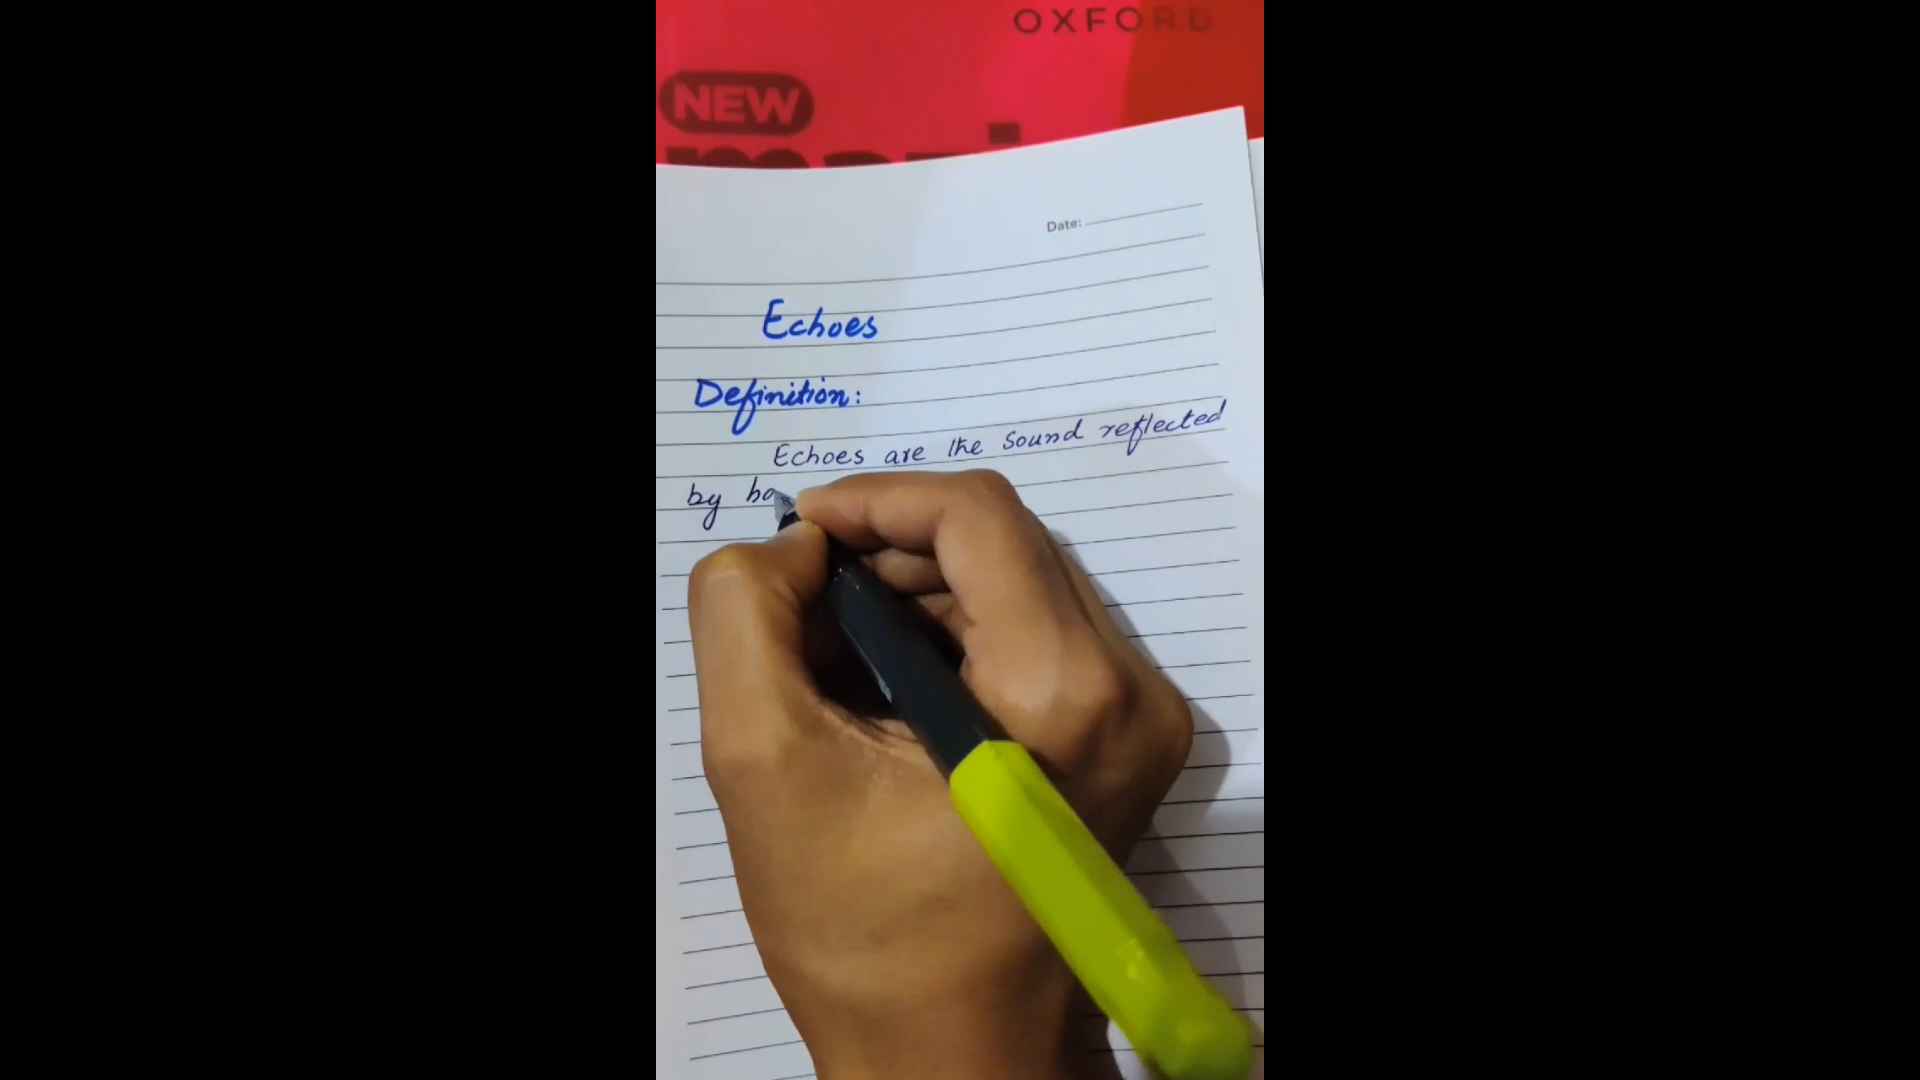 OXFORD
NEW
Date:
Echoes
Definition:
Echoes are the sound reflected
by